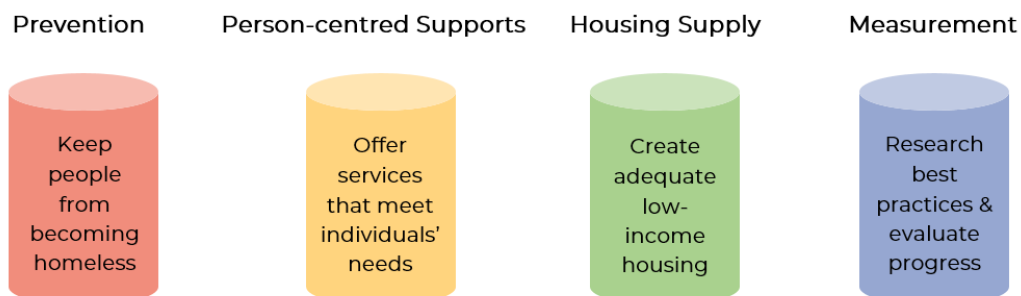 Prevention
Person-centred Supports
Housing Supply
Measurement
Keep
people
from
becoming
homeless
Offer
services
that meet
individuals’
needs
Create
adequate
low-
income
housing
Research
best
practices &
evaluate
progress